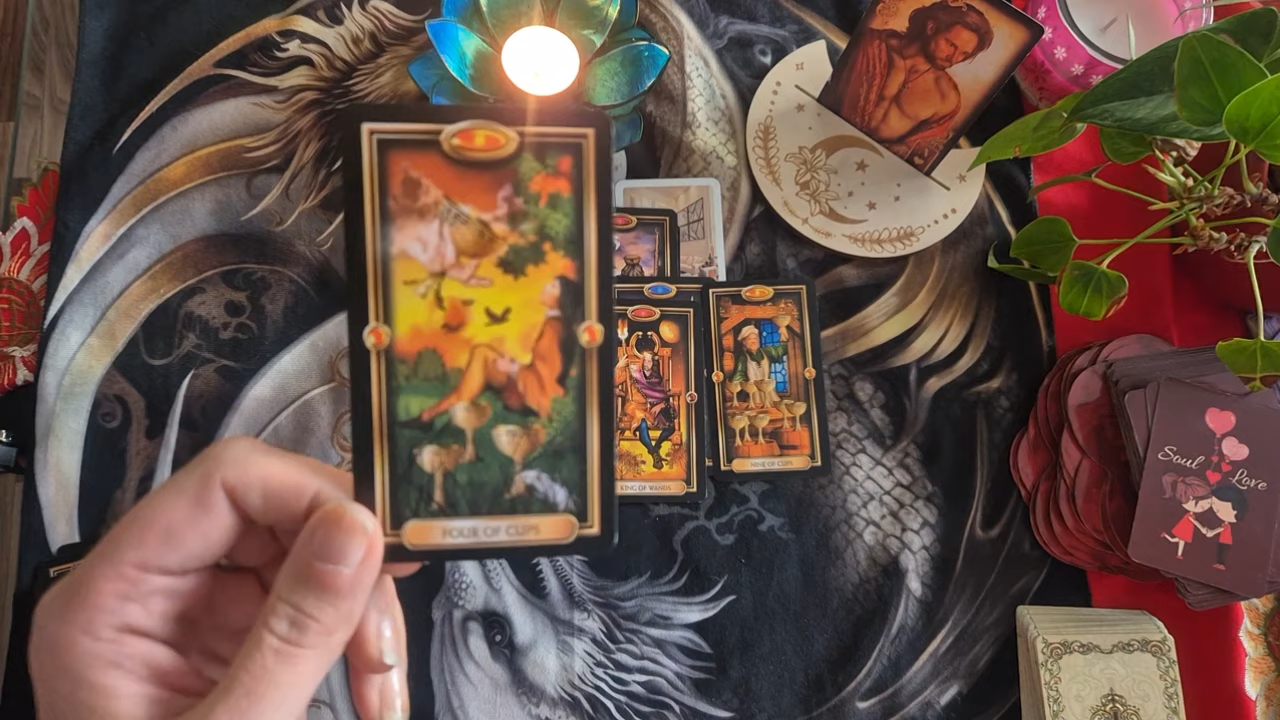 FOUR OF CUPS
KING OF WANDS
NINE OF CUPS
Soul
Love